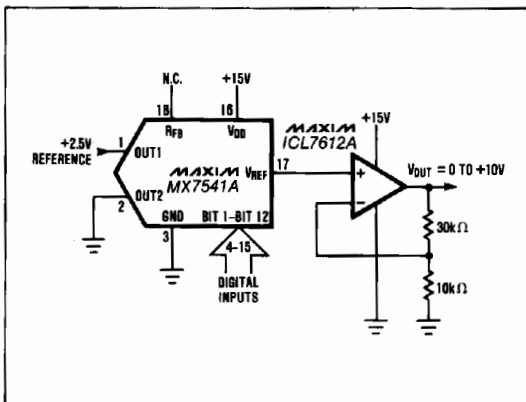 N.C. +15V
18 16
RFB VDD
+2.5V REFERENCE
1 OUT1
MAXIM
MX7541A
VREF 17
OUT2
2
GND BIT 1-BIT 12
3 4-15
DIGITAL
INPUTS
MAXIM
ICL7612A
+15V
+
−
VOUT = 0 TO +10V
30kΩ
10kΩ